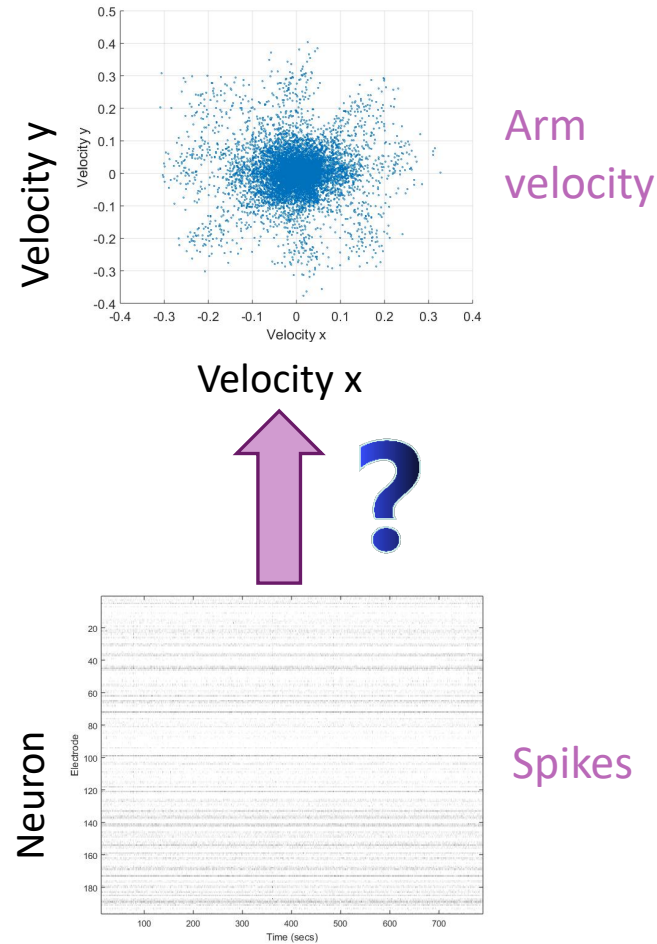 0.5
0.4
0.3
0.2
0.1
0
-0.1
-0.2
-0.3
-0.4
Velocity y
Velocity y
-0.4 -0.3 -0.2 -0.1 0 0.1 0.2 0.3 0.4
Velocity x
Arm
velocity
Velocity x
?
20
40
60
80
100
120
140
160
180
Neuron
Electrode
100 200 300 400 500 600 700
Time (secs)
Spikes